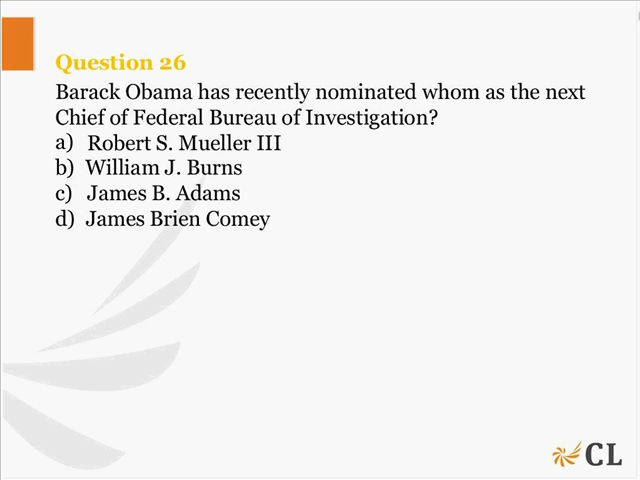 Question 26
Barack Obama has recently nominated whom as the next
Chief of Federal Bureau of Investigation?
a) Robert S. Mueller III
b) William J. Burns
c) James B. Adams
d) James Brien Comey
CL